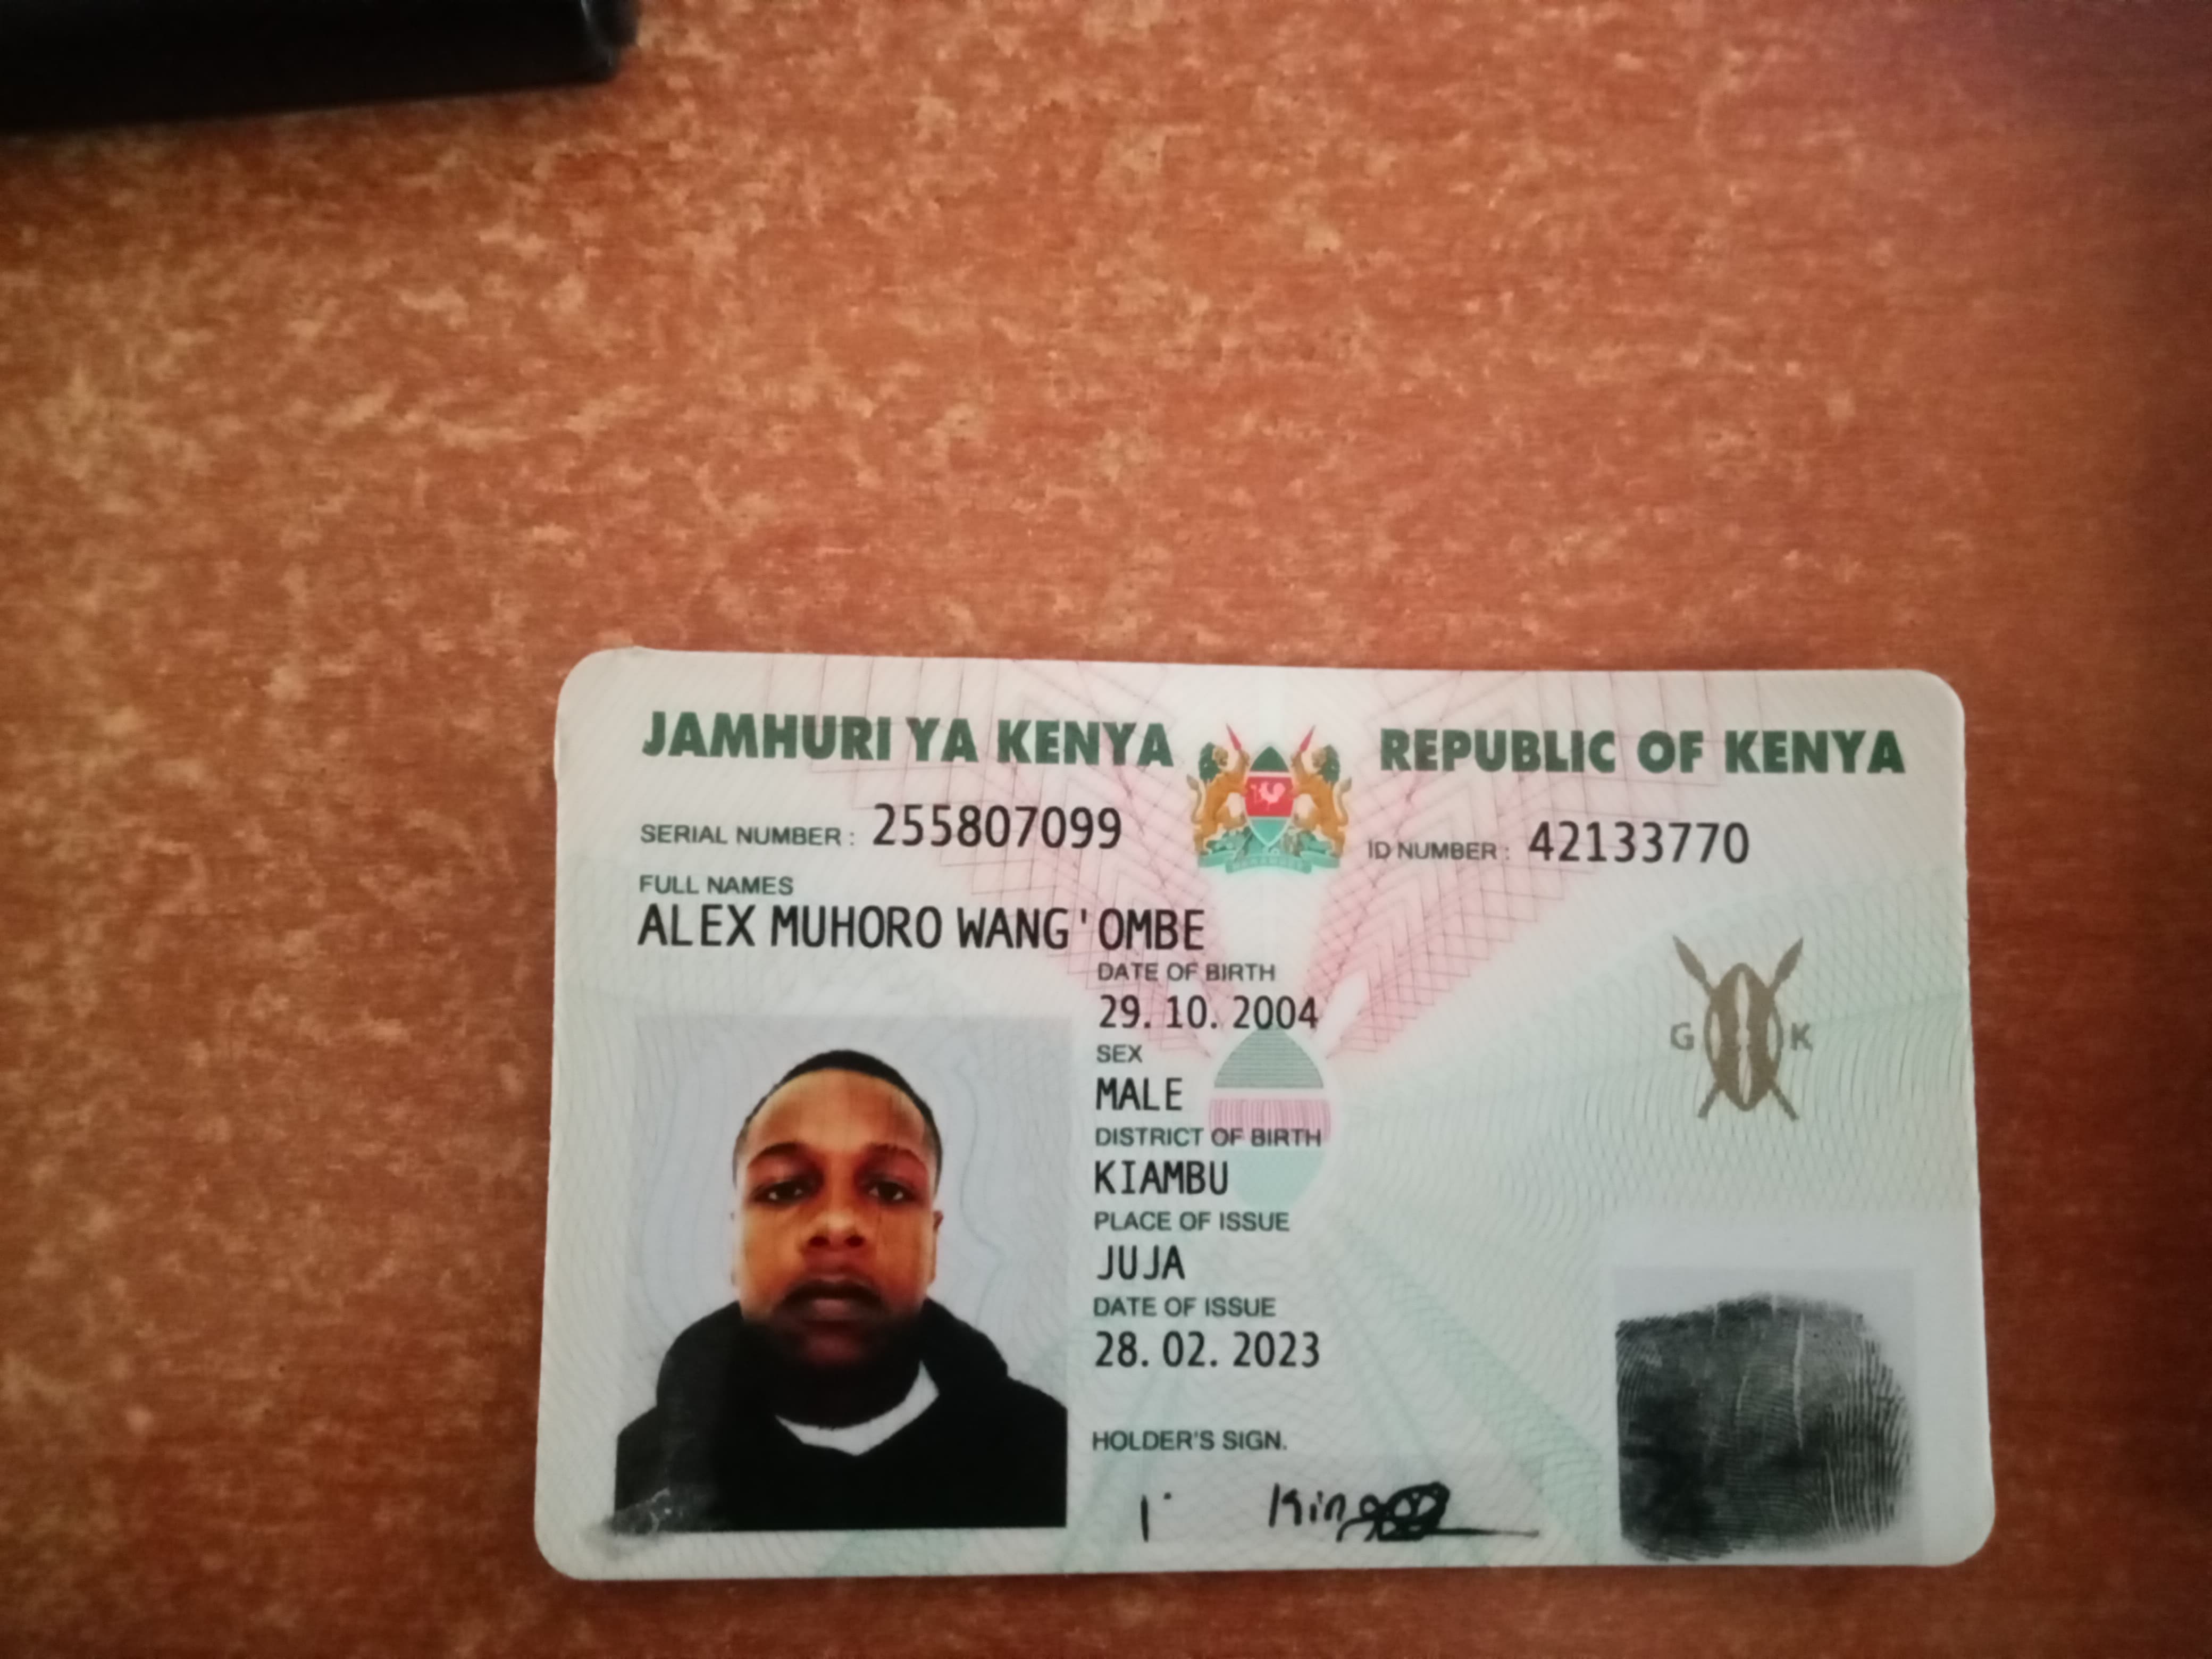 JAMHURI YA KENYA REPUBLIC OF KENYA
SERIAL NUMBER : 255807099 ID NUMBER : 42133770
FULL NAMES
ALEX MUHORO WANG'OMBE
DATE OF BIRTH
29. 10. 2004
SEX
MALE
G K
DISTRICT OF BIRTH
KIAMBU
PLACE OF ISSUE
JUJA
DATE OF ISSUE
28. 02. 2023
HOLDER'S SIGN.